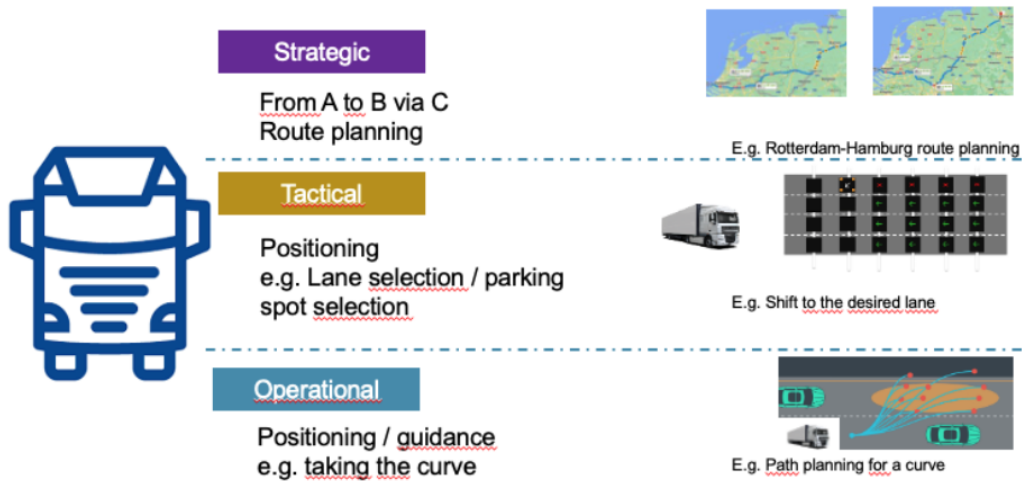 Strategic
From A to B via C
Route planning
E.g. Rotterdam-Hamburg route planning
Tactical
Positioning
e.g. Lane selection / parking
spot selection
E.g. Shift to the desired lane
Operational
Positioning / guidance
e.g. taking the curve
E.g. Path planning for a curve